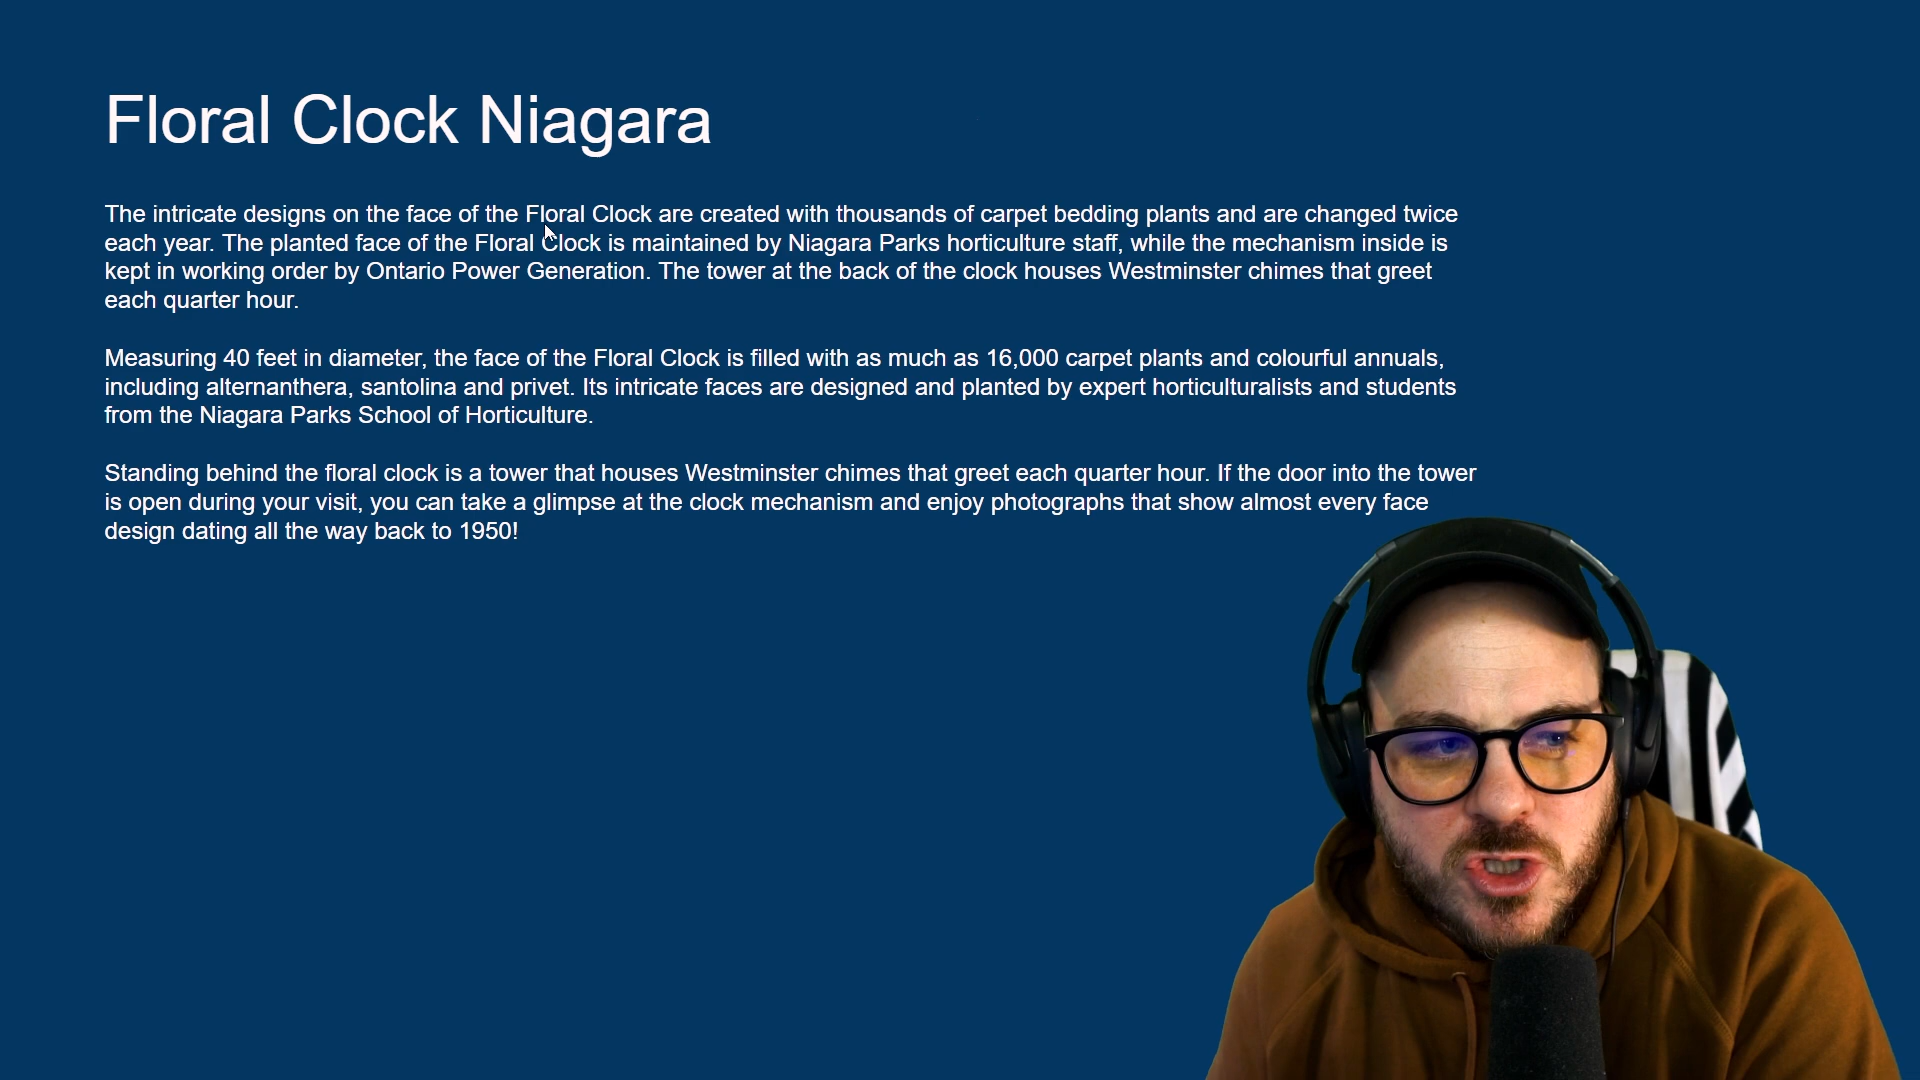 Floral Clock Niagara
The intricate designs on the face of the Floral Clock are created with thousands of carpet bedding plants and are changed twice
each year. The planted face of the Floral Clock is maintained by Niagara Parks horticulture staff, while the mechanism inside is
kept in working order by Ontario Power Generation. The tower at the back of the clock houses Westminster chimes that greet
each quarter hour.
Measuring 40 feet in diameter, the face of the Floral Clock is filled with as much as 16,000 carpet plants and colourful annuals,
including alternanthera, santolina and privet. Its intricate faces are designed and planted by expert horticulturalists and students
from the Niagara Parks School of Horticulture.
Standing behind the floral clock is a tower that houses Westminster chimes that greet each quarter hour. If the door into the tower
is open during your visit, you can take a glimpse at the clock mechanism and enjoy photographs that show almost every face
design dating all the way back to 1950!